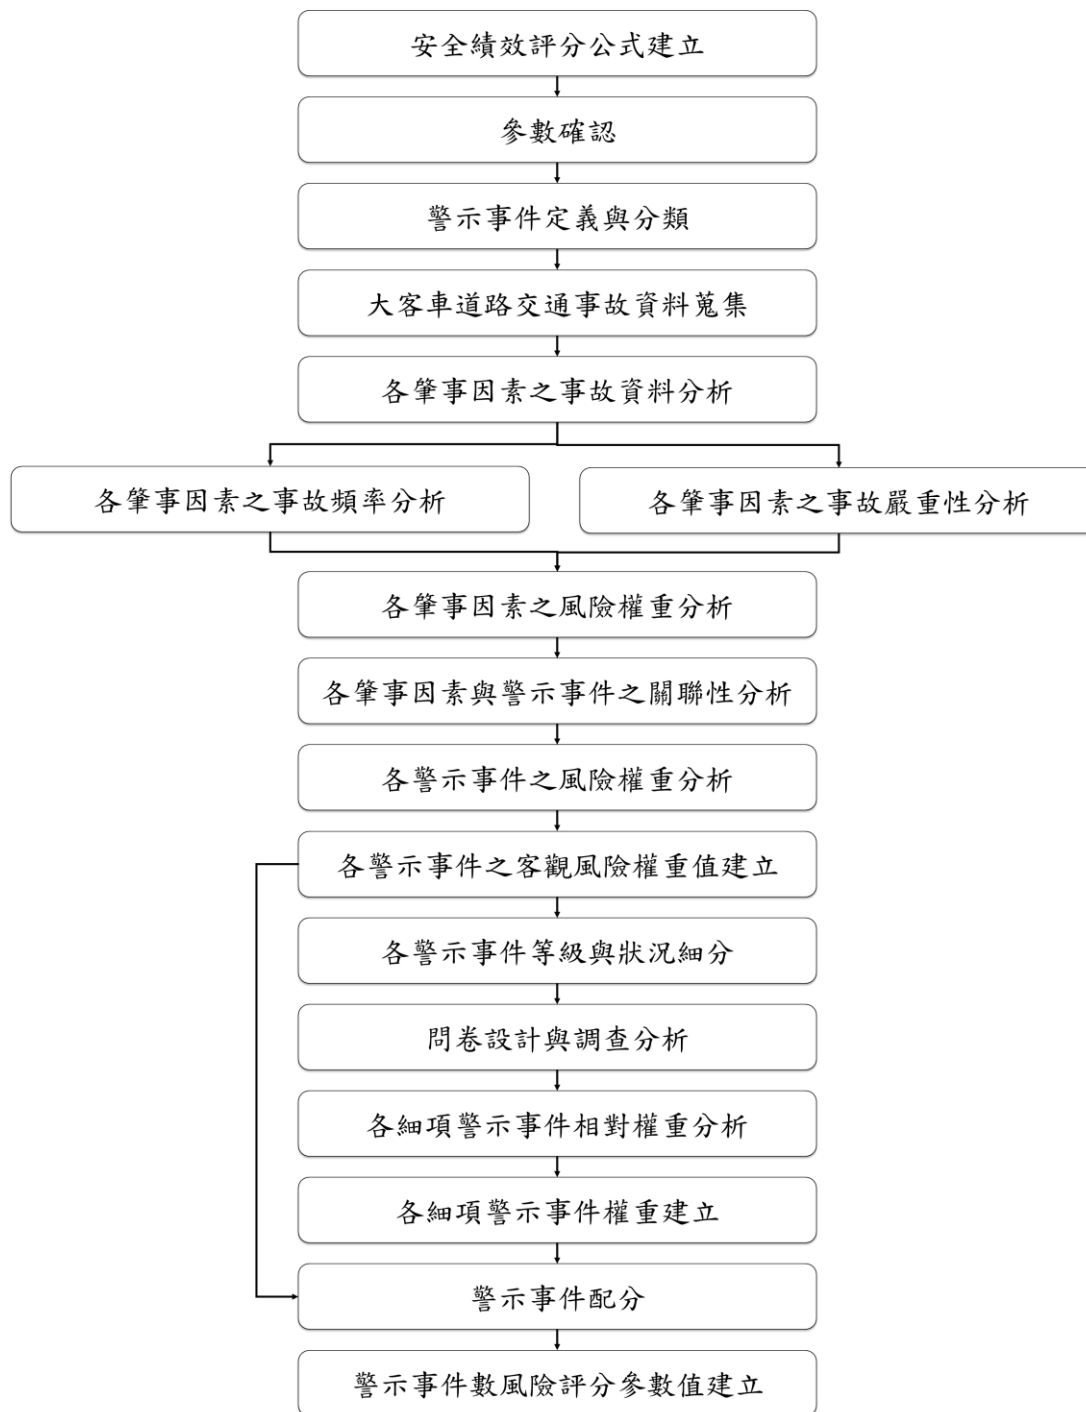 安全績效評分公式建立
參數確認
警示事件定義與分類
大客車道路交通事故資料蒐集
各肇事因素之事故資料分析
各肇事因素之事故頻率分析
各肇事因素之事故嚴重性分析
各肇事因素之風險權重分析
各肇事因素與警示事件之關聯性分析
各警示事件之風險權重分析
各警示事件之客觀風險權重值建立
各警示事件等級與狀況細分
問卷設計與調查分析
各細項警示事件相對權重分析
各細項警示事件權重建立
警示事件配分
警示事件數風險評分參數值建立